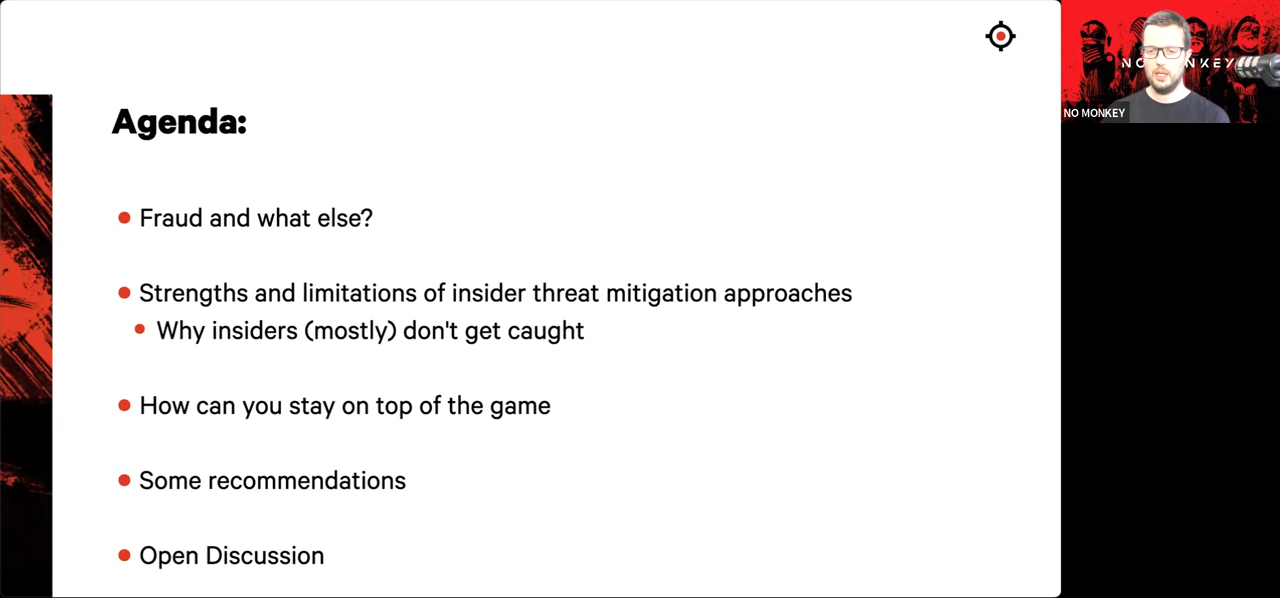 Agenda:
Fraud and what else?
Strengths and limitations of insider threat mitigation approaches
Why insiders (mostly) don't get caught
How can you stay on top of the game
Some recommendations
Open Discussion
NO MONKEY